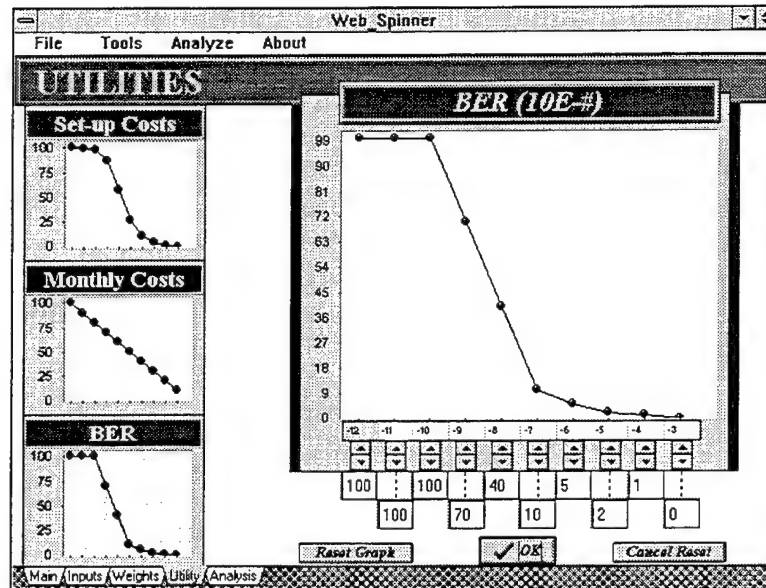 Web_Spinner
File Tools Analyze About
UTILITIES
Set-up Costs
100
75
50
25
0
Monthly Costs
100
75
50
25
0
BER
100
75
50
25
0
BER (10E-#)
99
90
81
72
63
54
45
36
27
18
9
0
-12 -11 -10 -9 -8 -7 -6 -5 -4 -3
100 100 40 5 1
100 70 10 2 0
Reset Graph OK Cancel Reset
Main Inputs Weights Utility Analysis